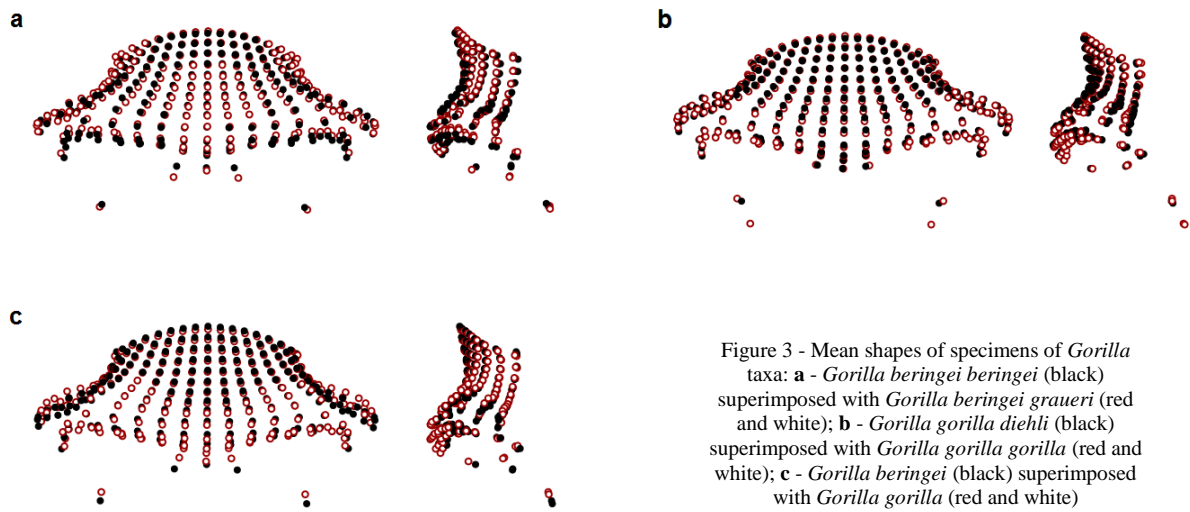 a
b
c
Figure 3 - Mean shapes of specimens of Gorilla
taxa: a - Gorilla beringei beringei (black)
superimposed with Gorilla beringei graueri (red
and white); b - Gorilla gorilla diehli (black)
superimposed with Gorilla gorilla gorilla (red and
white); c - Gorilla beringei (black) superimposed
with Gorilla gorilla (red and white)